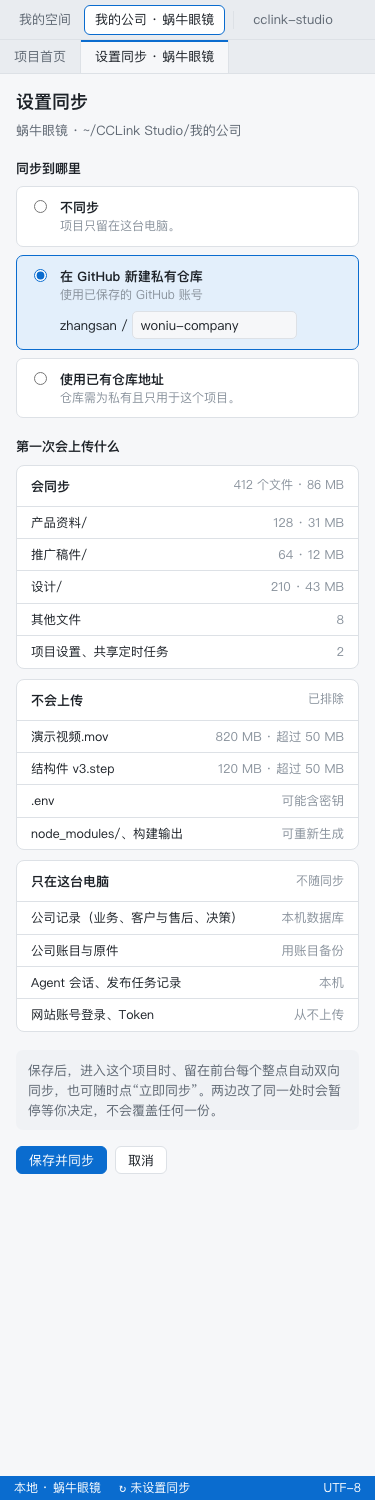 我的空间 我的公司 · 蜗牛眼镜 cclink-studio
项目首页 设置同步 · 蜗牛眼镜
设置同步
蜗牛眼镜 · ~/CCLink Studio/我的公司
同步到哪里
不同步
项目只留在这台电脑。
在 GitHub 新建私有仓库
使用已保存的 GitHub 账号
zhangsan / woniu-company
使用已有仓库地址
仓库需为私有且只用于这个项目。
第一次会上传什么
会同步 412 个文件 · 86 MB
产品资料/ 128 · 31 MB
推广稿件/ 64 · 12 MB
设计/ 210 · 43 MB
其他文件 8
项目设置、共享定时任务 2
不会上传 已排除
演示视频.mov 820 MB · 超过 50 MB
结构件 v3.step 120 MB · 超过 50 MB
.env 可能含密钥
node_modules/、构建输出 可重新生成
只在这台电脑 不随同步
公司记录（业务、客户与售后、决策） 本机数据库
公司账目与原件 用账目备份
Agent 会话、发布任务记录 本机
网站账号登录、Token 从不上传
保存后，进入这个项目时、留在前台每个整点自动双向
同步，也可随时点“立即同步”。两边改了同一处时会暂
停等你决定，不会覆盖任何一份。
保存并同步 取消
本地 · 蜗牛眼镜 ↻ 未设置同步 UTF-8